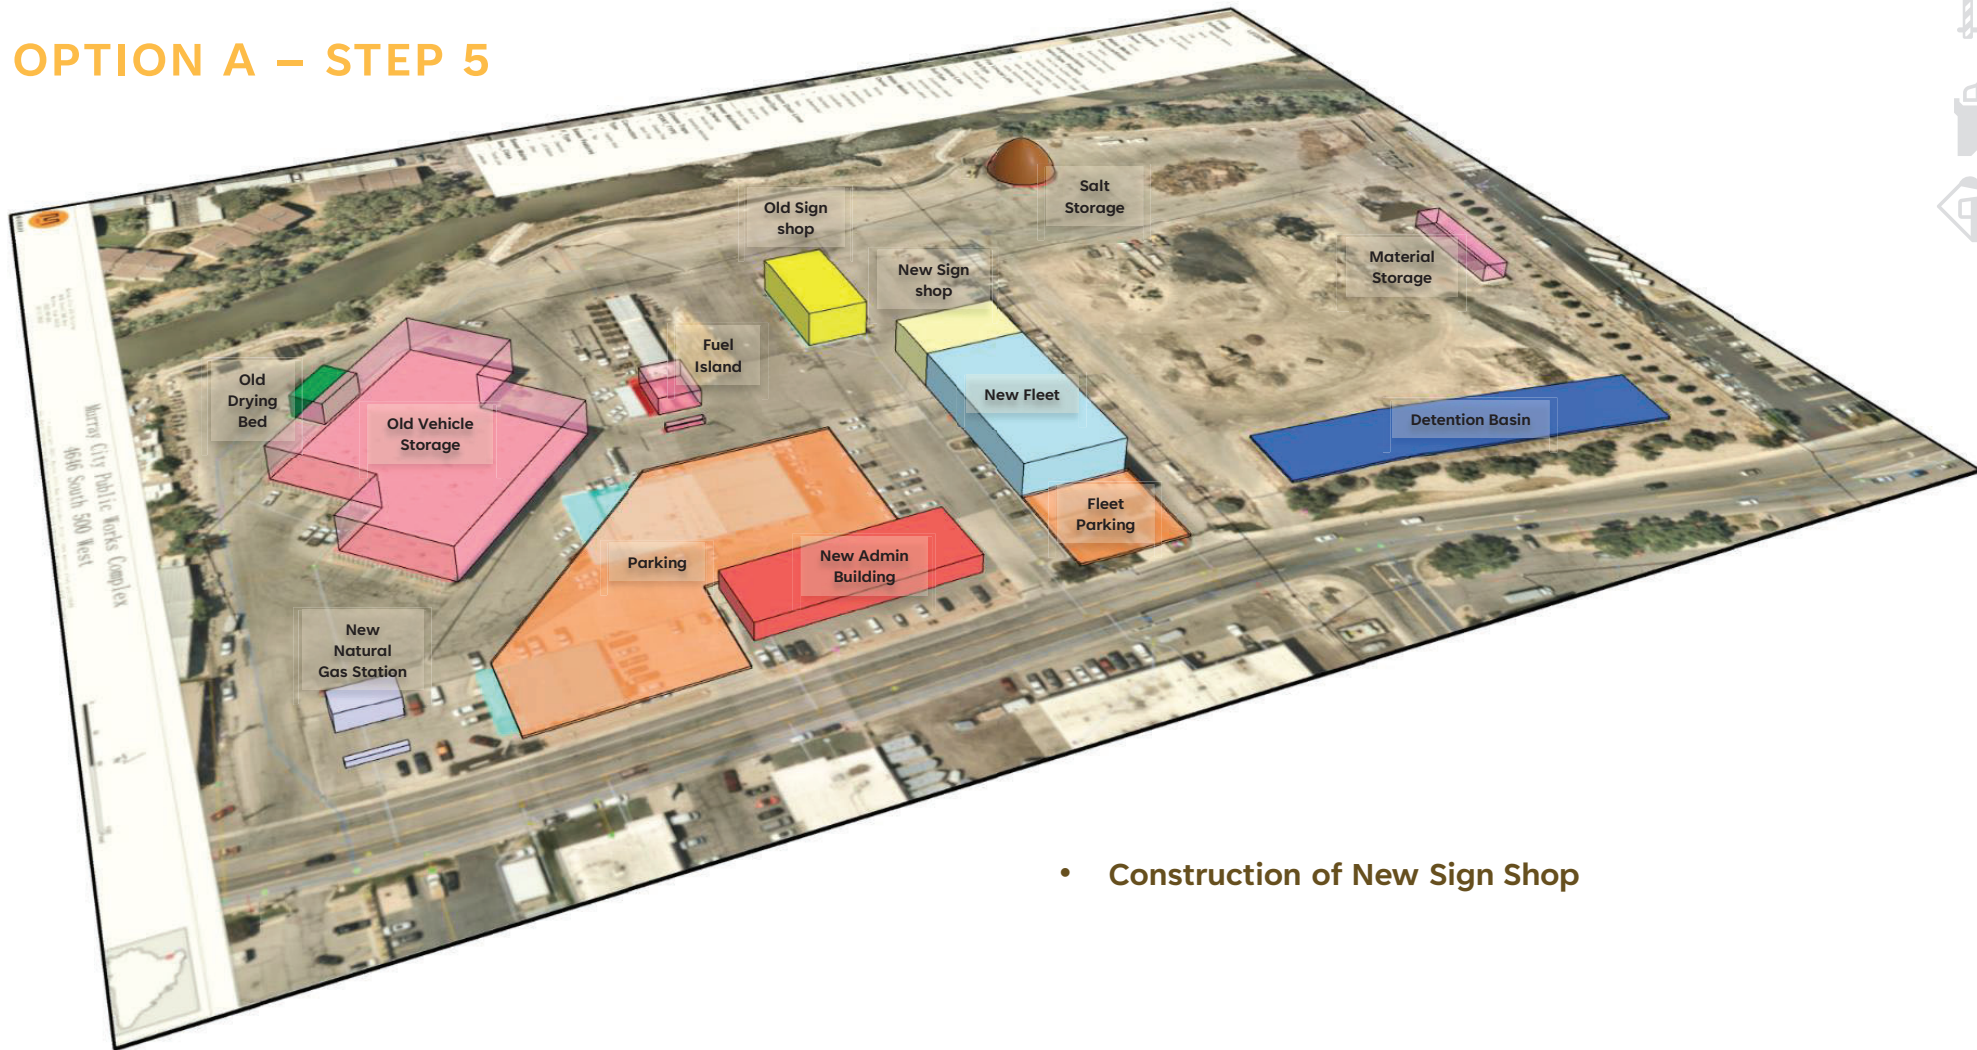 OPTION A – STEP 5
Salt
Storage
Old Sign
shop
New Sign
shop
Material
Storage
Fuel
Island
Old
Drying
Bed
New Fleet
Old Vehicle
Storage
Detention Basin
Fleet
Parking
Parking
New Admin
Building
New
Natural
Gas Station
Murray City Public Works Complex
4646 South 500 West
• Construction of New Sign Shop